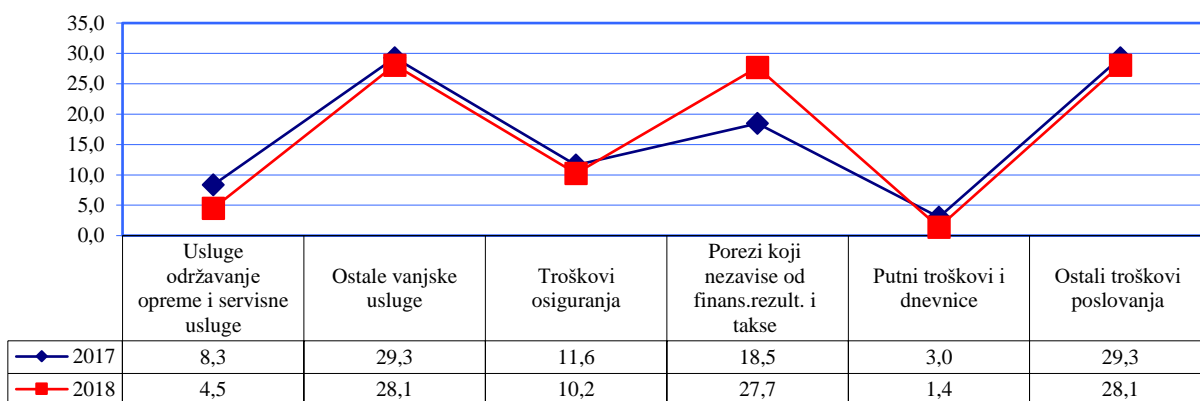 35,0
30,0
25,0
20,0
15,0
10,0
5,0
0,0
Usluge
održavanje
opreme i servisne
usluge
Ostale vanjske
usluge
Troškovi
osiguranja
Porezi koji
nezavise od
finans.rezult. i
takse
Putni troškovi i
dnevnice
Ostali troškovi
poslovanja
2017 8,3 29,3 11,6 18,5 3,0 29,3
2018 4,5 28,1 10,2 27,7 1,4 28,1